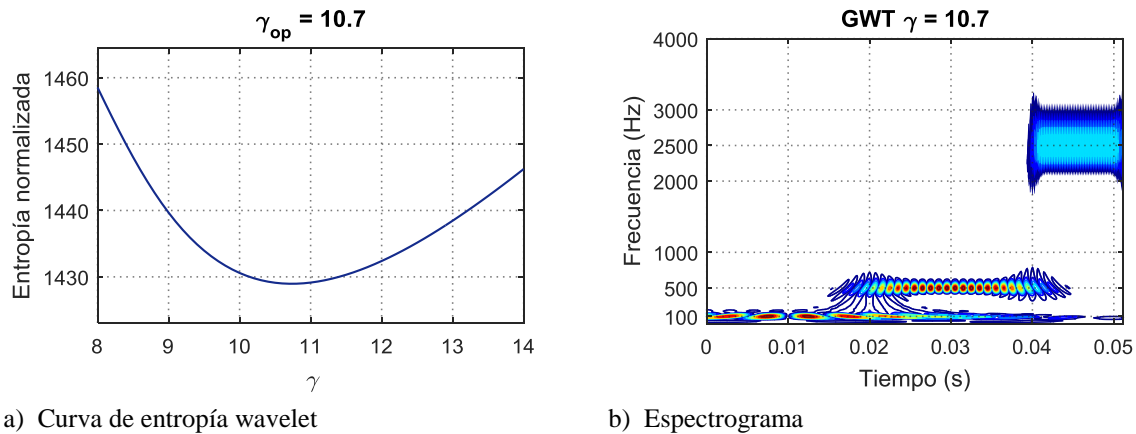 γop = 10.7
Entropía normalizada
1460
1450
1440
1430
8 9 10 11 12 13 14
γ
a) Curva de entropía wavelet
GWT γ = 10.7
Frecuencia (Hz)
4000
3000
2500
2000
1000
500
100
0 0.01 0.02 0.03 0.04 0.05
Tiempo (s)
b) Espectrograma